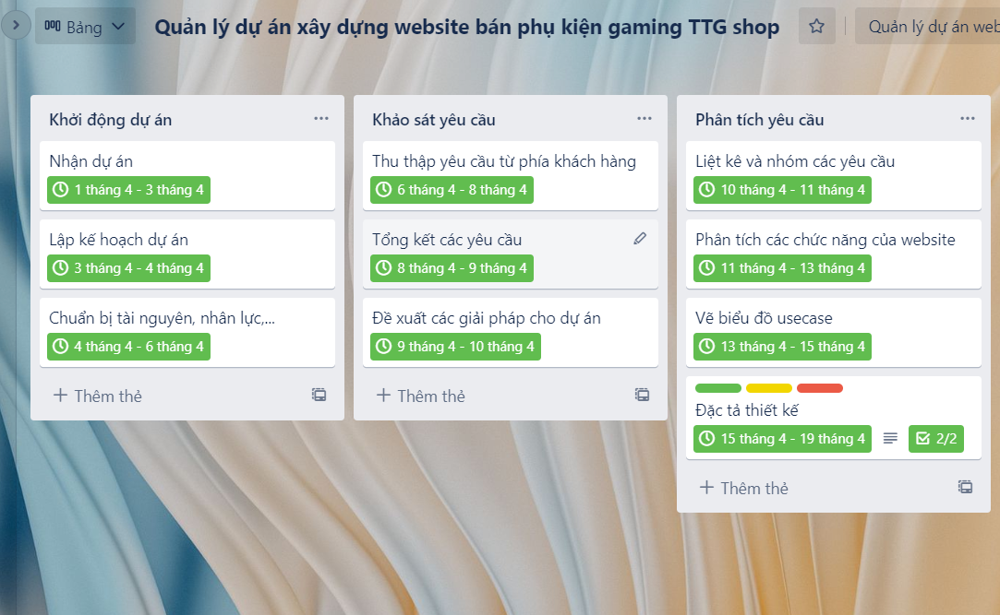 Bảng
Quản lý dự án xây dựng website bán phụ kiện gaming TTG shop
Quản lý dự án web
Khởi động dự án
Nhận dự án
1 tháng 4 - 3 tháng 4
Lập kế hoạch dự án
3 tháng 4 - 4 tháng 4
Chuẩn bị tài nguyên, nhân lực,...
4 tháng 4 - 6 tháng 4
+ Thêm thẻ
Khảo sát yêu cầu
Thu thập yêu cầu từ phía khách hàng
6 tháng 4 - 8 tháng 4
Tổng kết các yêu cầu
8 tháng 4 - 9 tháng 4
Đề xuất các giải pháp cho dự án
9 tháng 4 - 10 tháng 4
+ Thêm thẻ
Phân tích yêu cầu
Liệt kê và nhóm các yêu cầu
10 tháng 4 - 11 tháng 4
Phân tích các chức năng của website
11 tháng 4 - 13 tháng 4
Vẽ biểu đồ usecase
13 tháng 4 - 15 tháng 4
Đặc tả thiết kế
15 tháng 4 - 19 tháng 4 2/2
+ Thêm thẻ